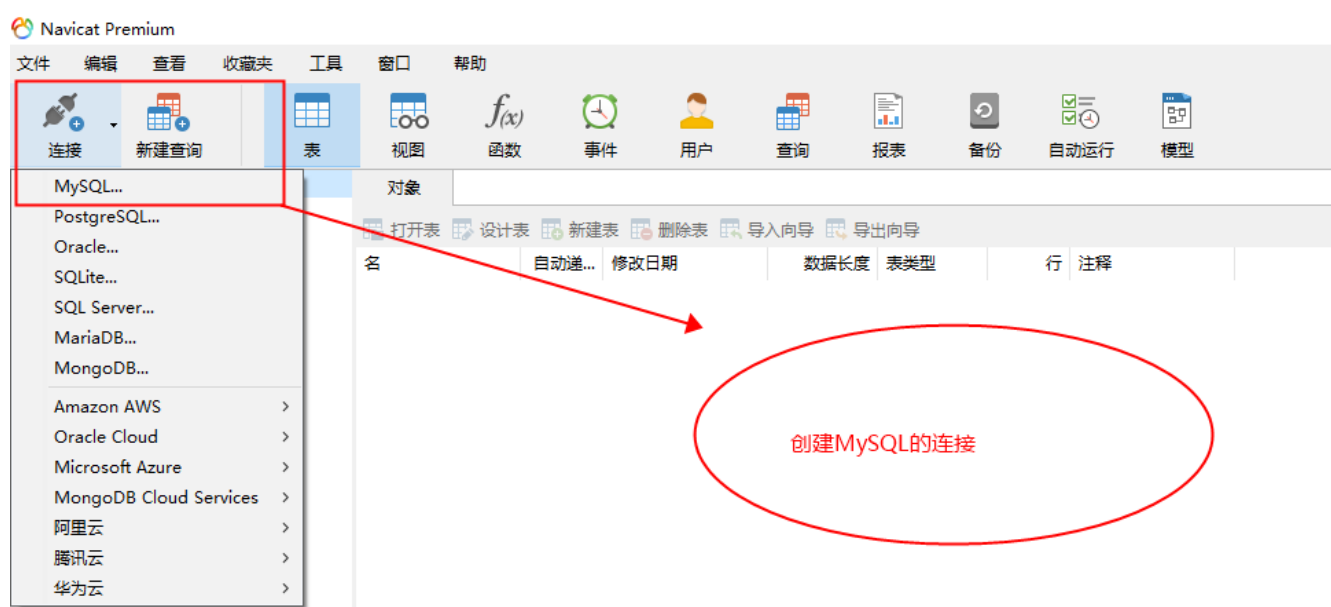 Navicat Premium
文件 编辑 查看 收藏夹 工具 窗口 帮助
连接 新建查询 表 视图 f(x) 函数 事件 用户 查询 报表 备份 自动运行 模型
MySQL...
对象
PostgreSQL...
打开表 设计表 新建表 删除表 导入向导 导出向导
Oracle...
名 自动递... 修改日期 数据长度 表类型 行 注释
SQLite...
SQL Server...
MariaDB...
MongoDB...
Amazon AWS
Oracle Cloud
创建MySQL的连接
Microsoft Azure
MongoDB Cloud Services
阿里云
腾讯云
华为云